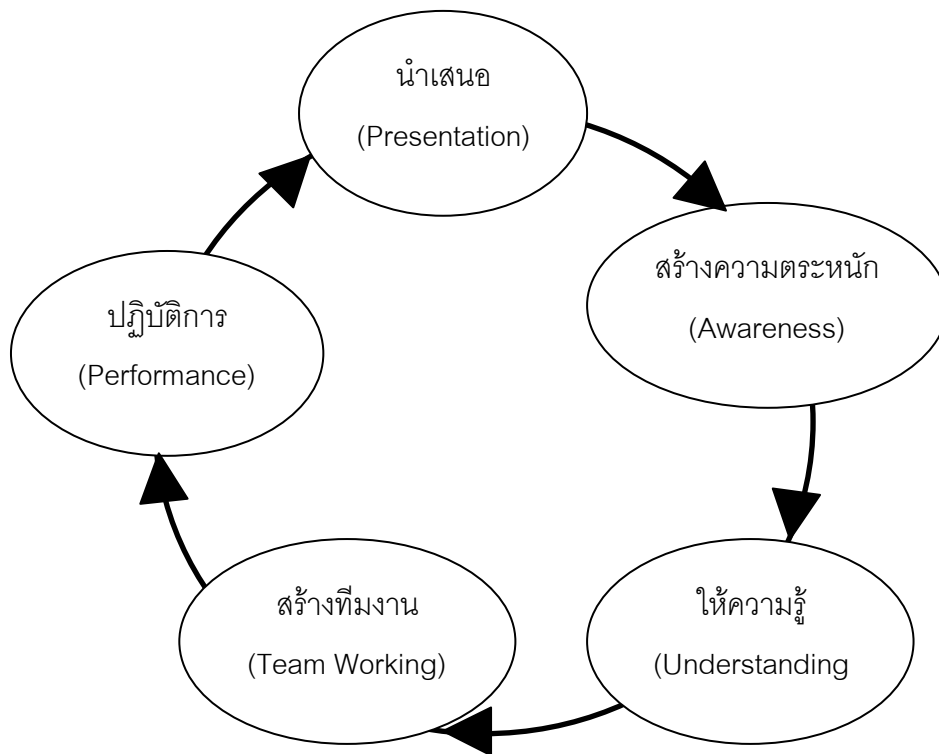 นำเสนอ
(Presentation)
สร้างความตระหนัก
(Awareness)
ให้ความรู้
(Understanding
สร้างทีมงาน
(Team Working)
ปฏิบัติการ
(Performance)